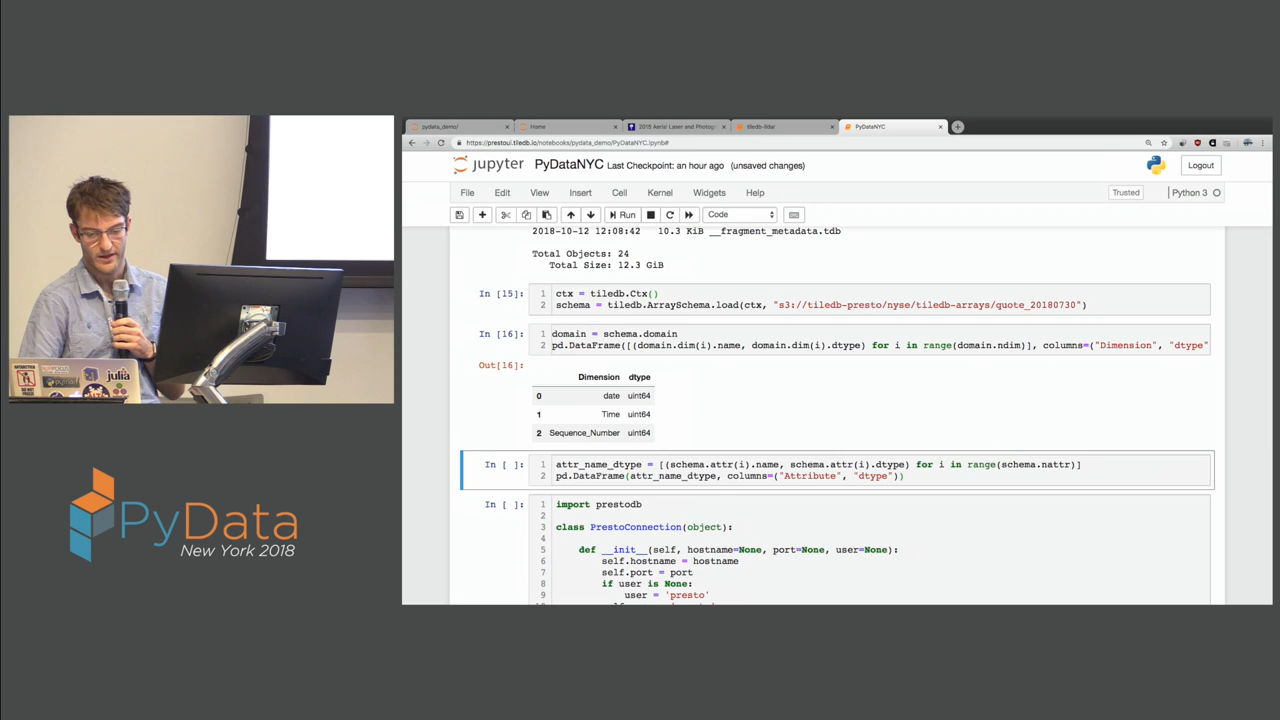 pydata_demo/
Home
2015 Aerial Laser and Photog
tiledb-lidar
PyDataNYC
https://prestoui.tiledb.io/notebooks/pydata_demo/PyDataNYC.ipynb#
jupyter PyDataNYC Last Checkpoint: an hour ago (unsaved changes)
Logout
File Edit View Insert Cell Kernel Widgets Help
Trusted
Python 3
Run
Code
2018-10-12 12:08:42 10.3 KiB __fragment_metadata.tdb
Total Objects: 24
Total Size: 12.3 GiB
In [15]:
1 ctx = tiledb.Ctx()
2 schema = tiledb.ArraySchema.load(ctx, "s3://tiledb-presto/nyse/tiledb-arrays/quote_20180730")
In [16]:
1 domain = schema.domain
2 pd.DataFrame([(domain.dim(i).name, domain.dim(i).dtype) for i in range(domain.ndim)], columns=("Dimension", "dtype"
Out[16]:
Dimension dtype
0 date uint64
1 Time uint64
2 Sequence_Number uint64
In [ ]:
1 attr_name_dtype = [(schema.attr(i).name, schema.attr(i).dtype) for i in range(schema.nattr)]
2 pd.DataFrame(attr_name_dtype, columns=("Attribute", "dtype"))
In [ ]:
1 import prestodb
2
3 class PrestoConnection(object):
4
5 def __init__(self, hostname=None, port=None, user=None):
6 self.hostname = hostname
7 self.port = port
8 if user is None:
9 user = 'presto'
julia
PyData
New York 2018